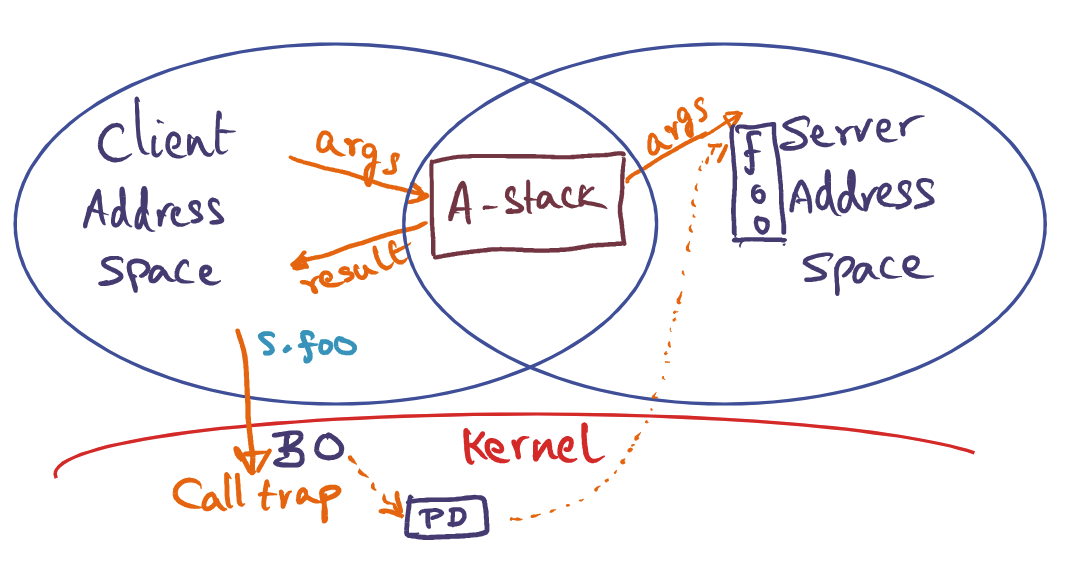 Client
Address
space
args
result
A-stack
args
foo
Server
Address
space
s.foo
Kernel
BO
Call trap
PD